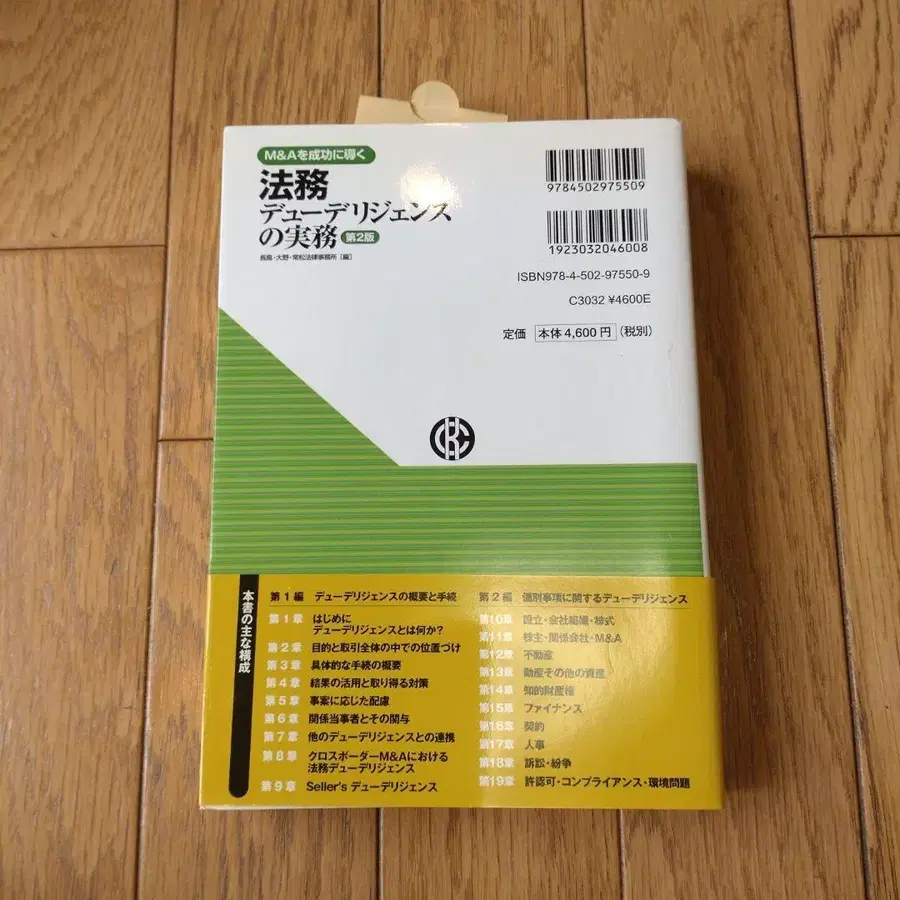 M&Aを成功に導く
法務
デューデリジェンス
の実務 第2版
長島・大野・常松法律事務所［編］
9784502975509
1923032046008
ISBN978-4-502-97550-9
C3032 ¥4600E
定価 本体4,600円（税別）
CHK
本書の主な構成
第1編 デューデリジェンスの概要と手続
第1章 はじめに
デューデリジェンスとは何か？
第2章 目的と取引全体の中での位置づけ
第3章 具体的な手続の概要
第4章 結果の活用と取り得る対策
第5章 事案に応じた配慮
第6章 関係当事者とその関与
第7章 他のデューデリジェンスとの連携
第8章 クロスボーダーM&Aにおける
法務デューデリジェンス
第9章 Seller's デューデリジェンス
第2編 個別事項に関するデューデリジェンス
第10章 設立・会社組織・株式
第11章 株主・関係会社・M&A
第12章 不動産
第13章 動産その他の資産
第14章 知的財産権
第15章 ファイナンス
第16章 契約
第17章 人事
第18章 訴訟・紛争
第19章 許認可・コンプライアンス・環境問題